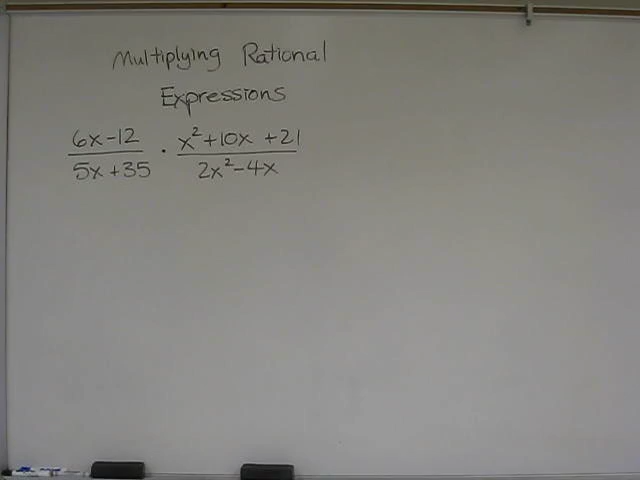 Multiplying Rational
Expressions
6x-12 / 5x+35 · x²+10x+21 / 2x²-4x